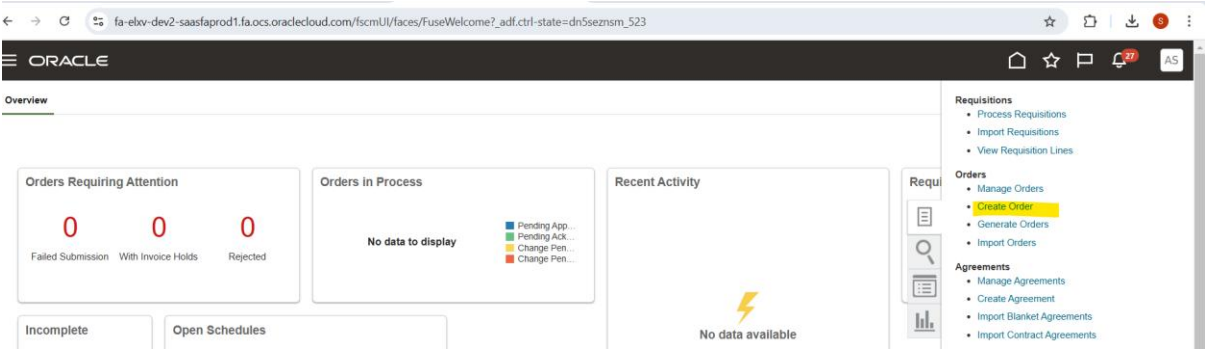 fa-elxv-dev2-saasfaprod1.fa.ocs.oraclecloud.com/fscmUI/faces/FuseWelcome?_adf.ctrl-state=dn5seznsm_523
S
ORACLE
27
AS
Overview
Requisitions
Process Requisitions
Import Requisitions
View Requisition Lines
Orders
Manage Orders
Create Order
Generate Orders
Import Orders
Agreements
Manage Agreements
Create Agreement
Import Blanket Agreements
Import Contract Agreements
Orders Requiring Attention
0 0 0
Failed Submission With Invoice Holds Rejected
Orders in Process
No data to display
Pending App...
Pending Ack...
Change Pen...
Change Pen...
Recent Activity
No data available
Requi
Incomplete
Open Schedules